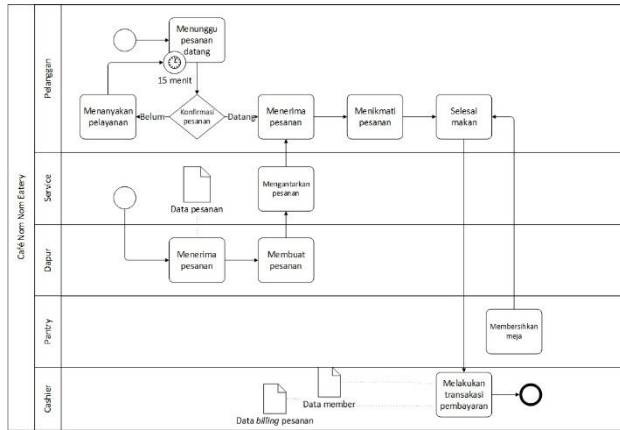 Café Nom Nom Eatery
Pelanggan
Menunggu
pesanan
datang
15 menit
Menanyakan
pelayanan
Belum
Konfirmasi
pesanan
Datang
Menerima
pesanan
Menikmati
pesanan
Selesai
makan
Service
Data pesanan
Mengantarkan
pesanan
Dapur
Menerima
pesanan
Membuat
pesanan
Pantry
Membersihkan
meja
Cashier
Data member
Data billing pesanan
Melakukan
transakasi
pembayaran